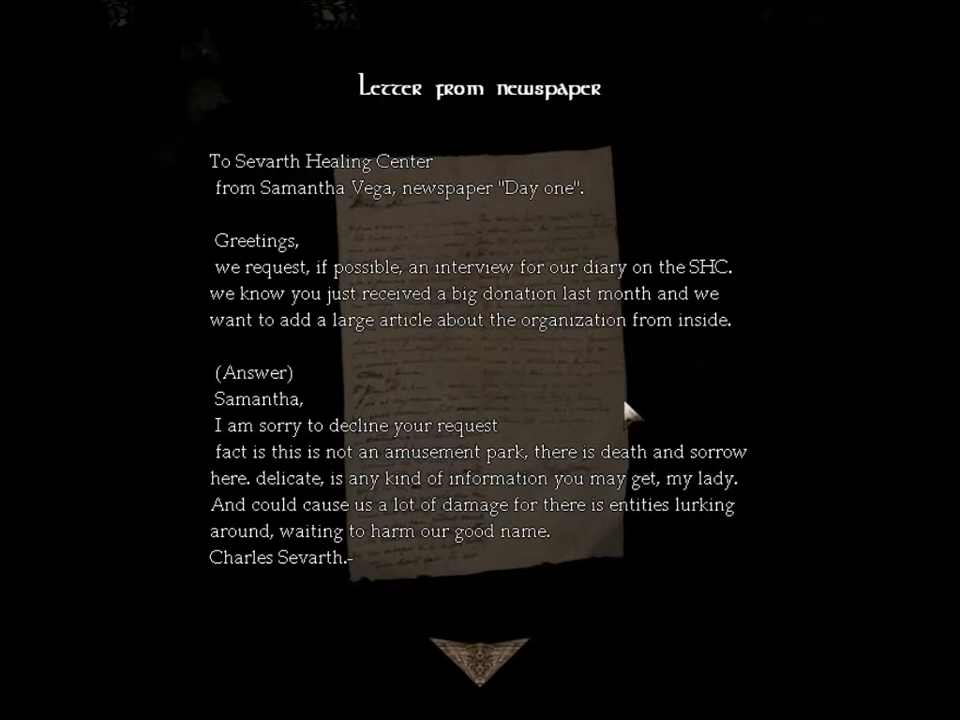 Letter from newspaper
To Sevarth Healing Center
from Samantha Vega, newspaper "Day one".
Greetings,
we request, if possible, an interview for our diary on the SHC.
we know you just received a big donation last month and we
want to add a large article about the organization from inside.
(Answer)
Samantha,
I am sorry to decline your request
fact is this is not an amusement park, there is death and sorrow
here. delicate, is any kind of information you may get, my lady.
And could cause us a lot of damage for there is entities lurking
around, waiting to harm our good name.
Charles Sevarth.-